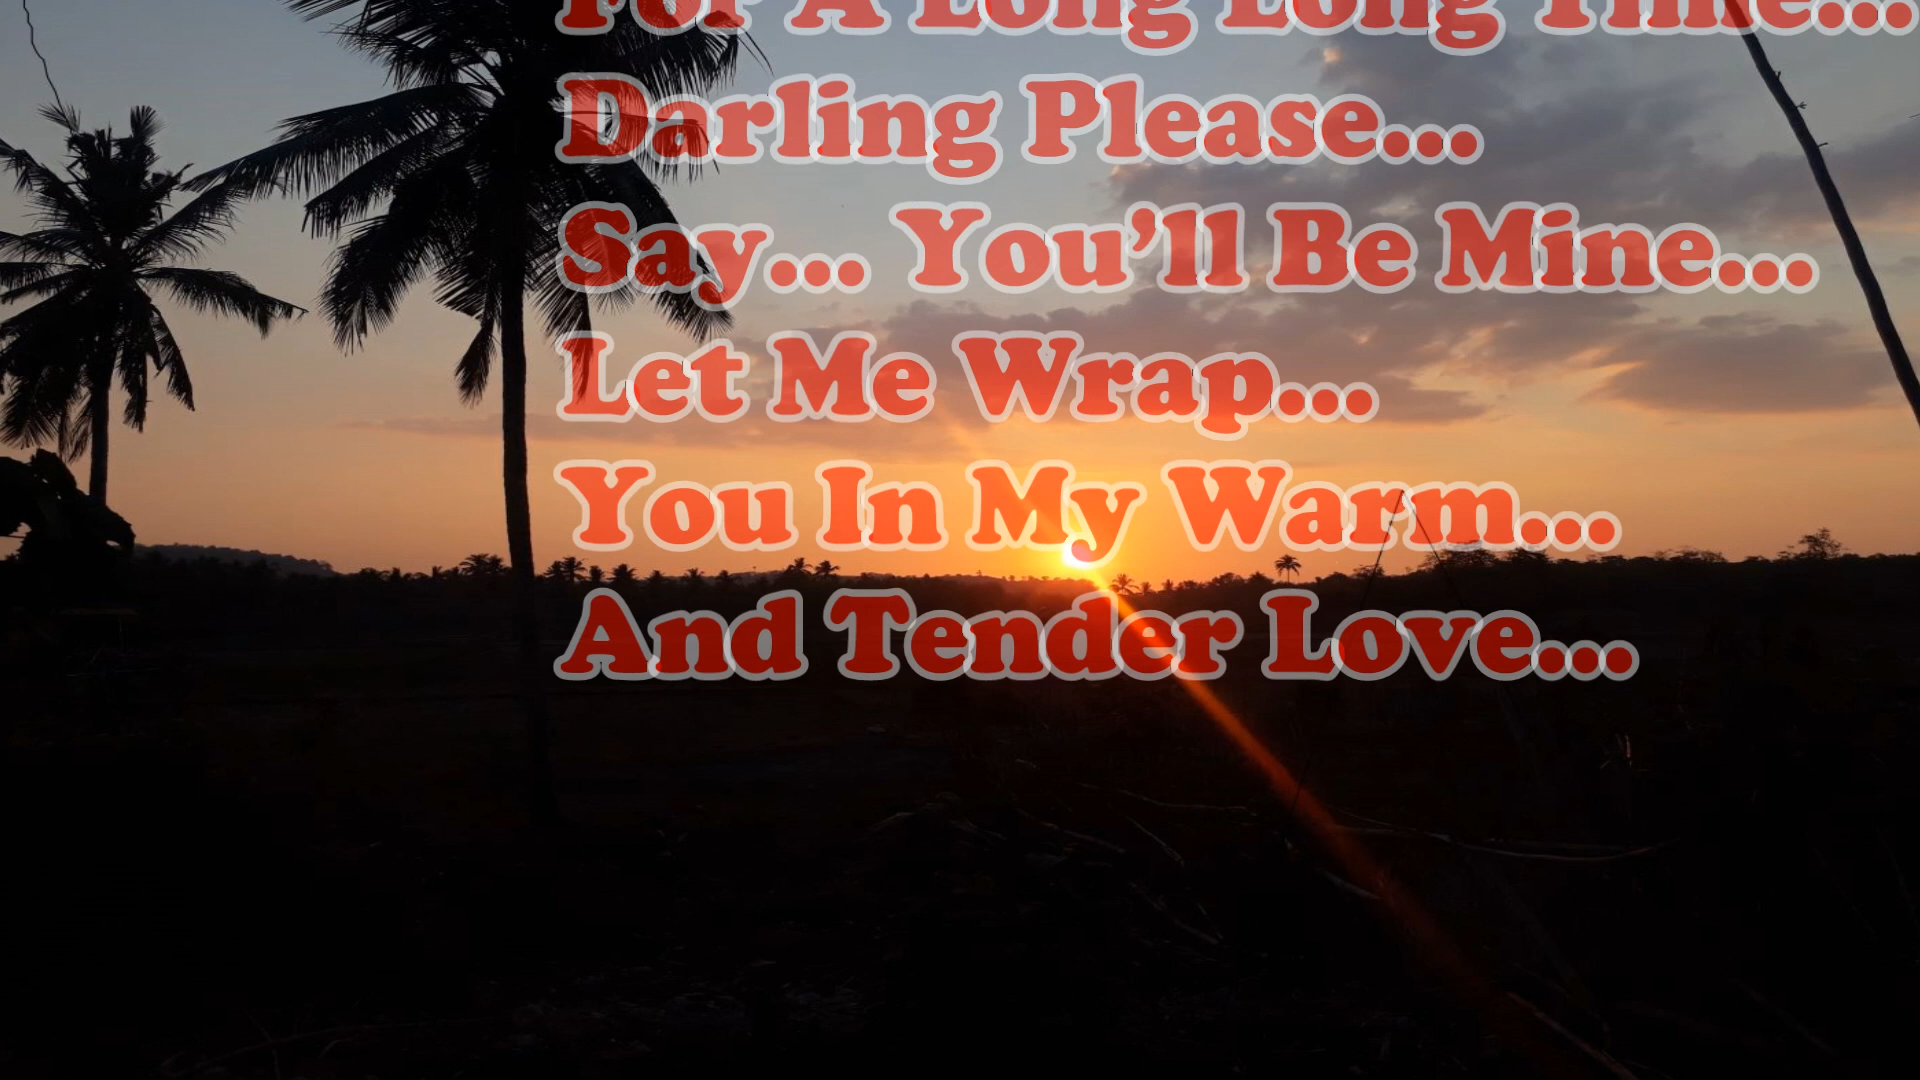 For A Long Long Time...
Darling Please...
Say... You’ll Be Mine...
Let Me Wrap...
You In My Warm...
And Tender Love...